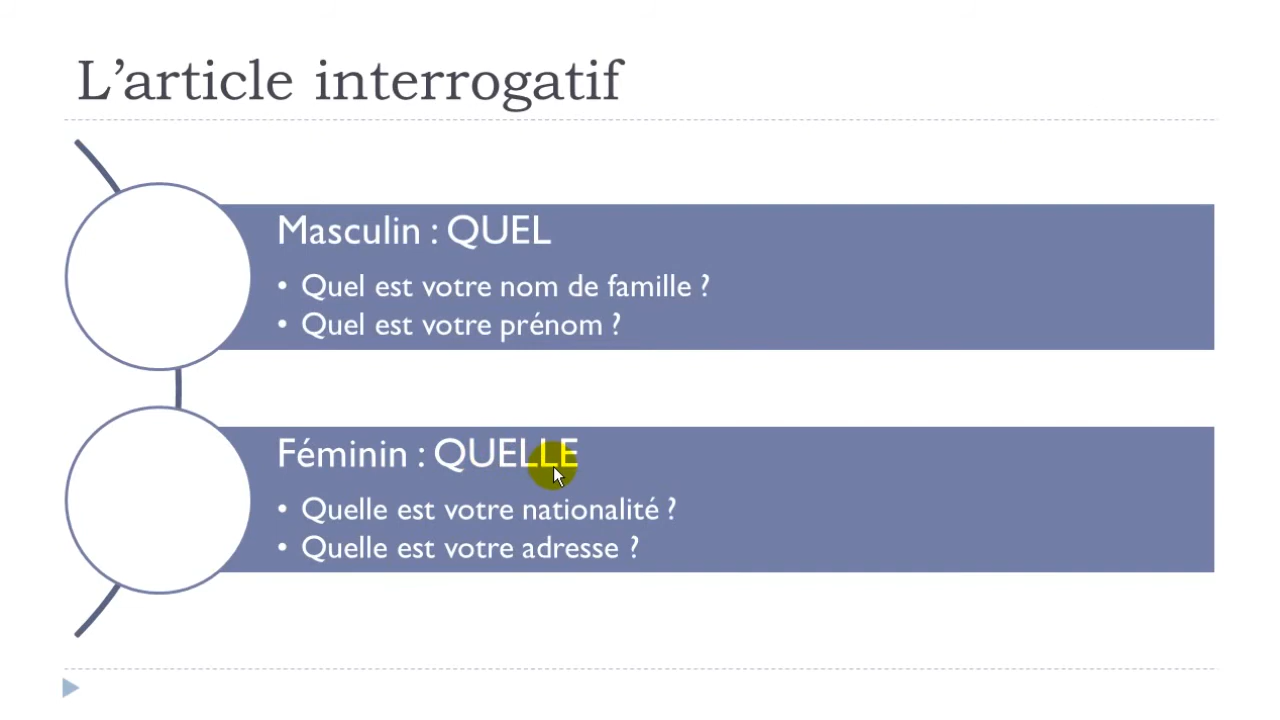 L’article interrogatif
Masculin : QUEL
• Quel est votre nom de famille ?
• Quel est votre prénom ?
Féminin : QUELLE
• Quelle est votre nationalité ?
• Quelle est votre adresse ?